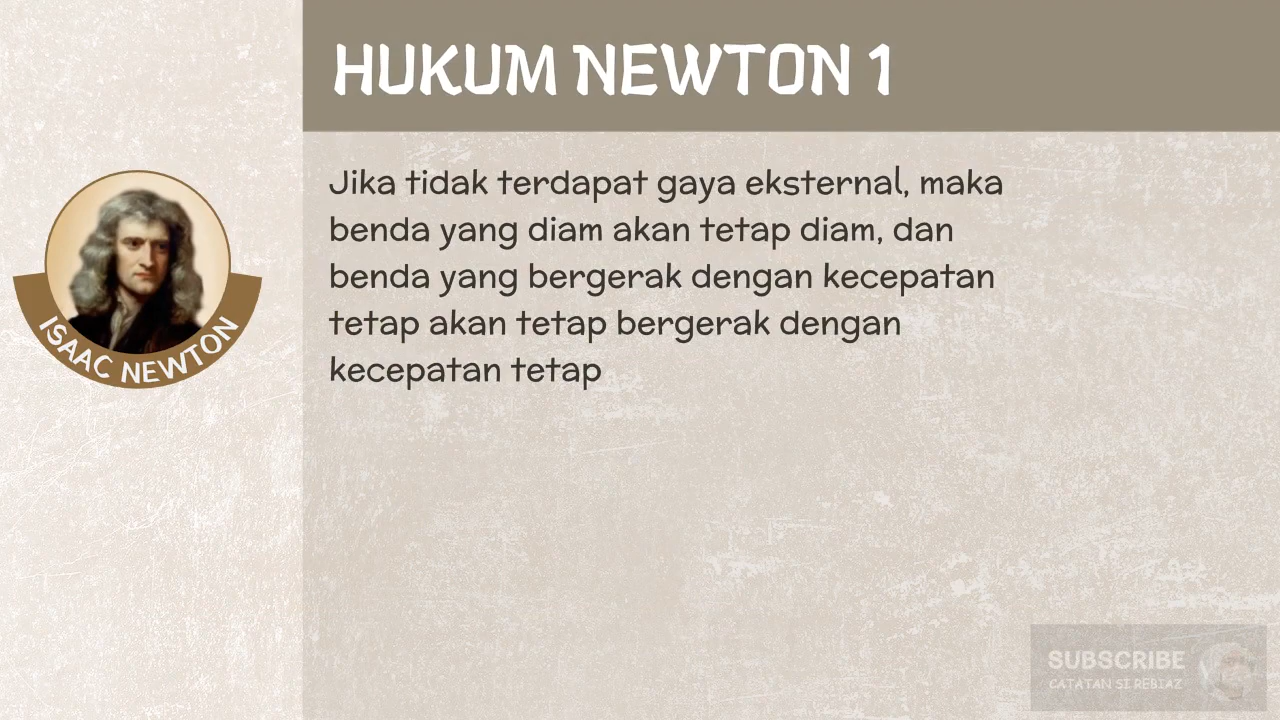 HUKUM NEWTON 1
Jika tidak terdapat gaya eksternal, maka
benda yang diam akan tetap diam, dan
benda yang bergerak dengan kecepatan
tetap akan tetap bergerak dengan
kecepatan tetap
ISAAC NEWTON
SUBSCRIBE
CATATAN SI REBIAZ